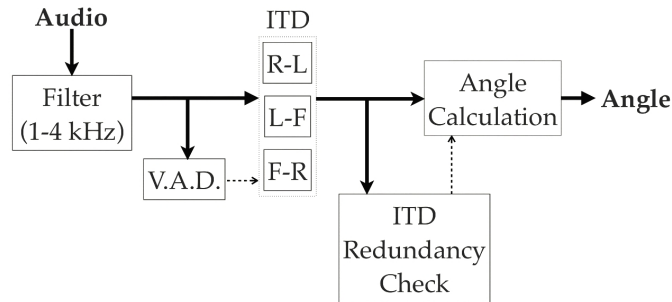 Audio
Filter
(1-4 kHz)
V.A.D.
ITD
R-L
L-F
F-R
Angle
Calculation
Angle
ITD
Redundancy
Check